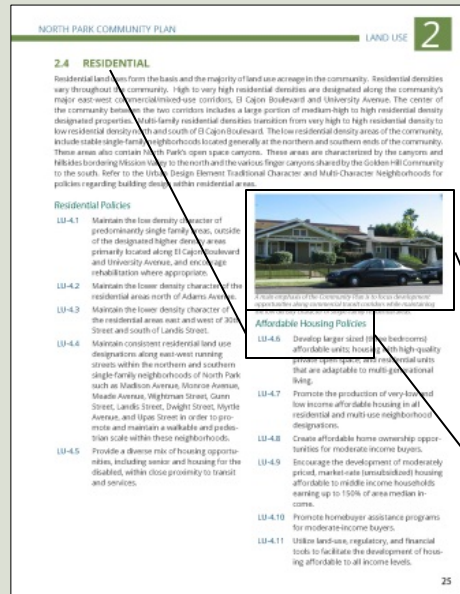 NORTH PARK COMMUNITY PLAN
LAND USE 2
2.4 RESIDENTIAL
Residential land uses form the basis and the majority of land use acreage in the community. Residential densities
vary throughout the community. High to very high residential densities are designated along the community's
major east-west commercial/mixed-use corridors, El Cajon Boulevard and University Avenue. The center of
the community between the two corridors includes a large portion of medium-high to high residential density
designated properties. Multi-family residential densities transition from very high to high residential density to
low residential density north and south of El Cajon Boulevard. The low residential density areas of the community,
include stable single-family neighborhoods located generally at the northern and southern ends of the community.
These areas also contain North Park's open space canyons. These areas are characterized by the canyons and
hillsides bordering Mission Valley to the north and the various finger canyons shared by the Golden Hill Community
to the south. Refer to the Urban Design Element Traditional Character and Multi-Character Neighborhoods for
policies regarding building design within residential areas.
Residential Policies
LU-4.1 Maintain the low density character of
predominantly single family areas, outside
of the designated higher density areas
primarily located along El Cajon Boulevard
and University Avenue, and encourage
rehabilitation where appropriate.
LU-4.2 Maintain the lower density character of the
residential areas north of Adams Avenue.
LU-4.3 Maintain the lower density character of
the residential areas east and west of 30th
Street and south of Landis Street.
LU-4.4 Maintain consistent residential land use
designations along east-west running
streets within the northern and southern
single-family neighborhoods of North Park
such as Madison Avenue, Monroe Avenue,
Meade Avenue, Wightman Street, Gunn
Street, Landis Street, Dwight Street, Myrtle
Avenue, and Upas Street in order to pro-
mote and maintain a walkable and pedes-
trian scale within these neighborhoods.
LU-4.5 Provide a diverse mix of housing opportu-
nities, including senior and housing for the
disabled, within close proximity to transit
and services.
A main emphasis of the Community Plan is to focus development
opportunities along commercial transit corridors while maintaining
Affordable Housing Policies
LU-4.6 Develop larger sized (three bedrooms)
affordable units; housing with high-quality
private open space, and residential units
that are adaptable to multi-generational
living.
LU-4.7 Promote the production of very-low and
low income affordable housing in all
residential and multi-use neighborhood
designations.
LU-4.8 Create affordable home ownership oppor-
tunities for moderate income buyers.
LU-4.9 Encourage the development of moderately
priced, market-rate (unsubsidized) housing
affordable to middle income households
earning up to 150% of area median in-
come.
LU-4.10 Promote homebuyer assistance programs
for moderate-income buyers.
LU-4.11 Utilize land-use, regulatory, and financial
tools to facilitate the development of hous-
ing affordable to all income levels.
25